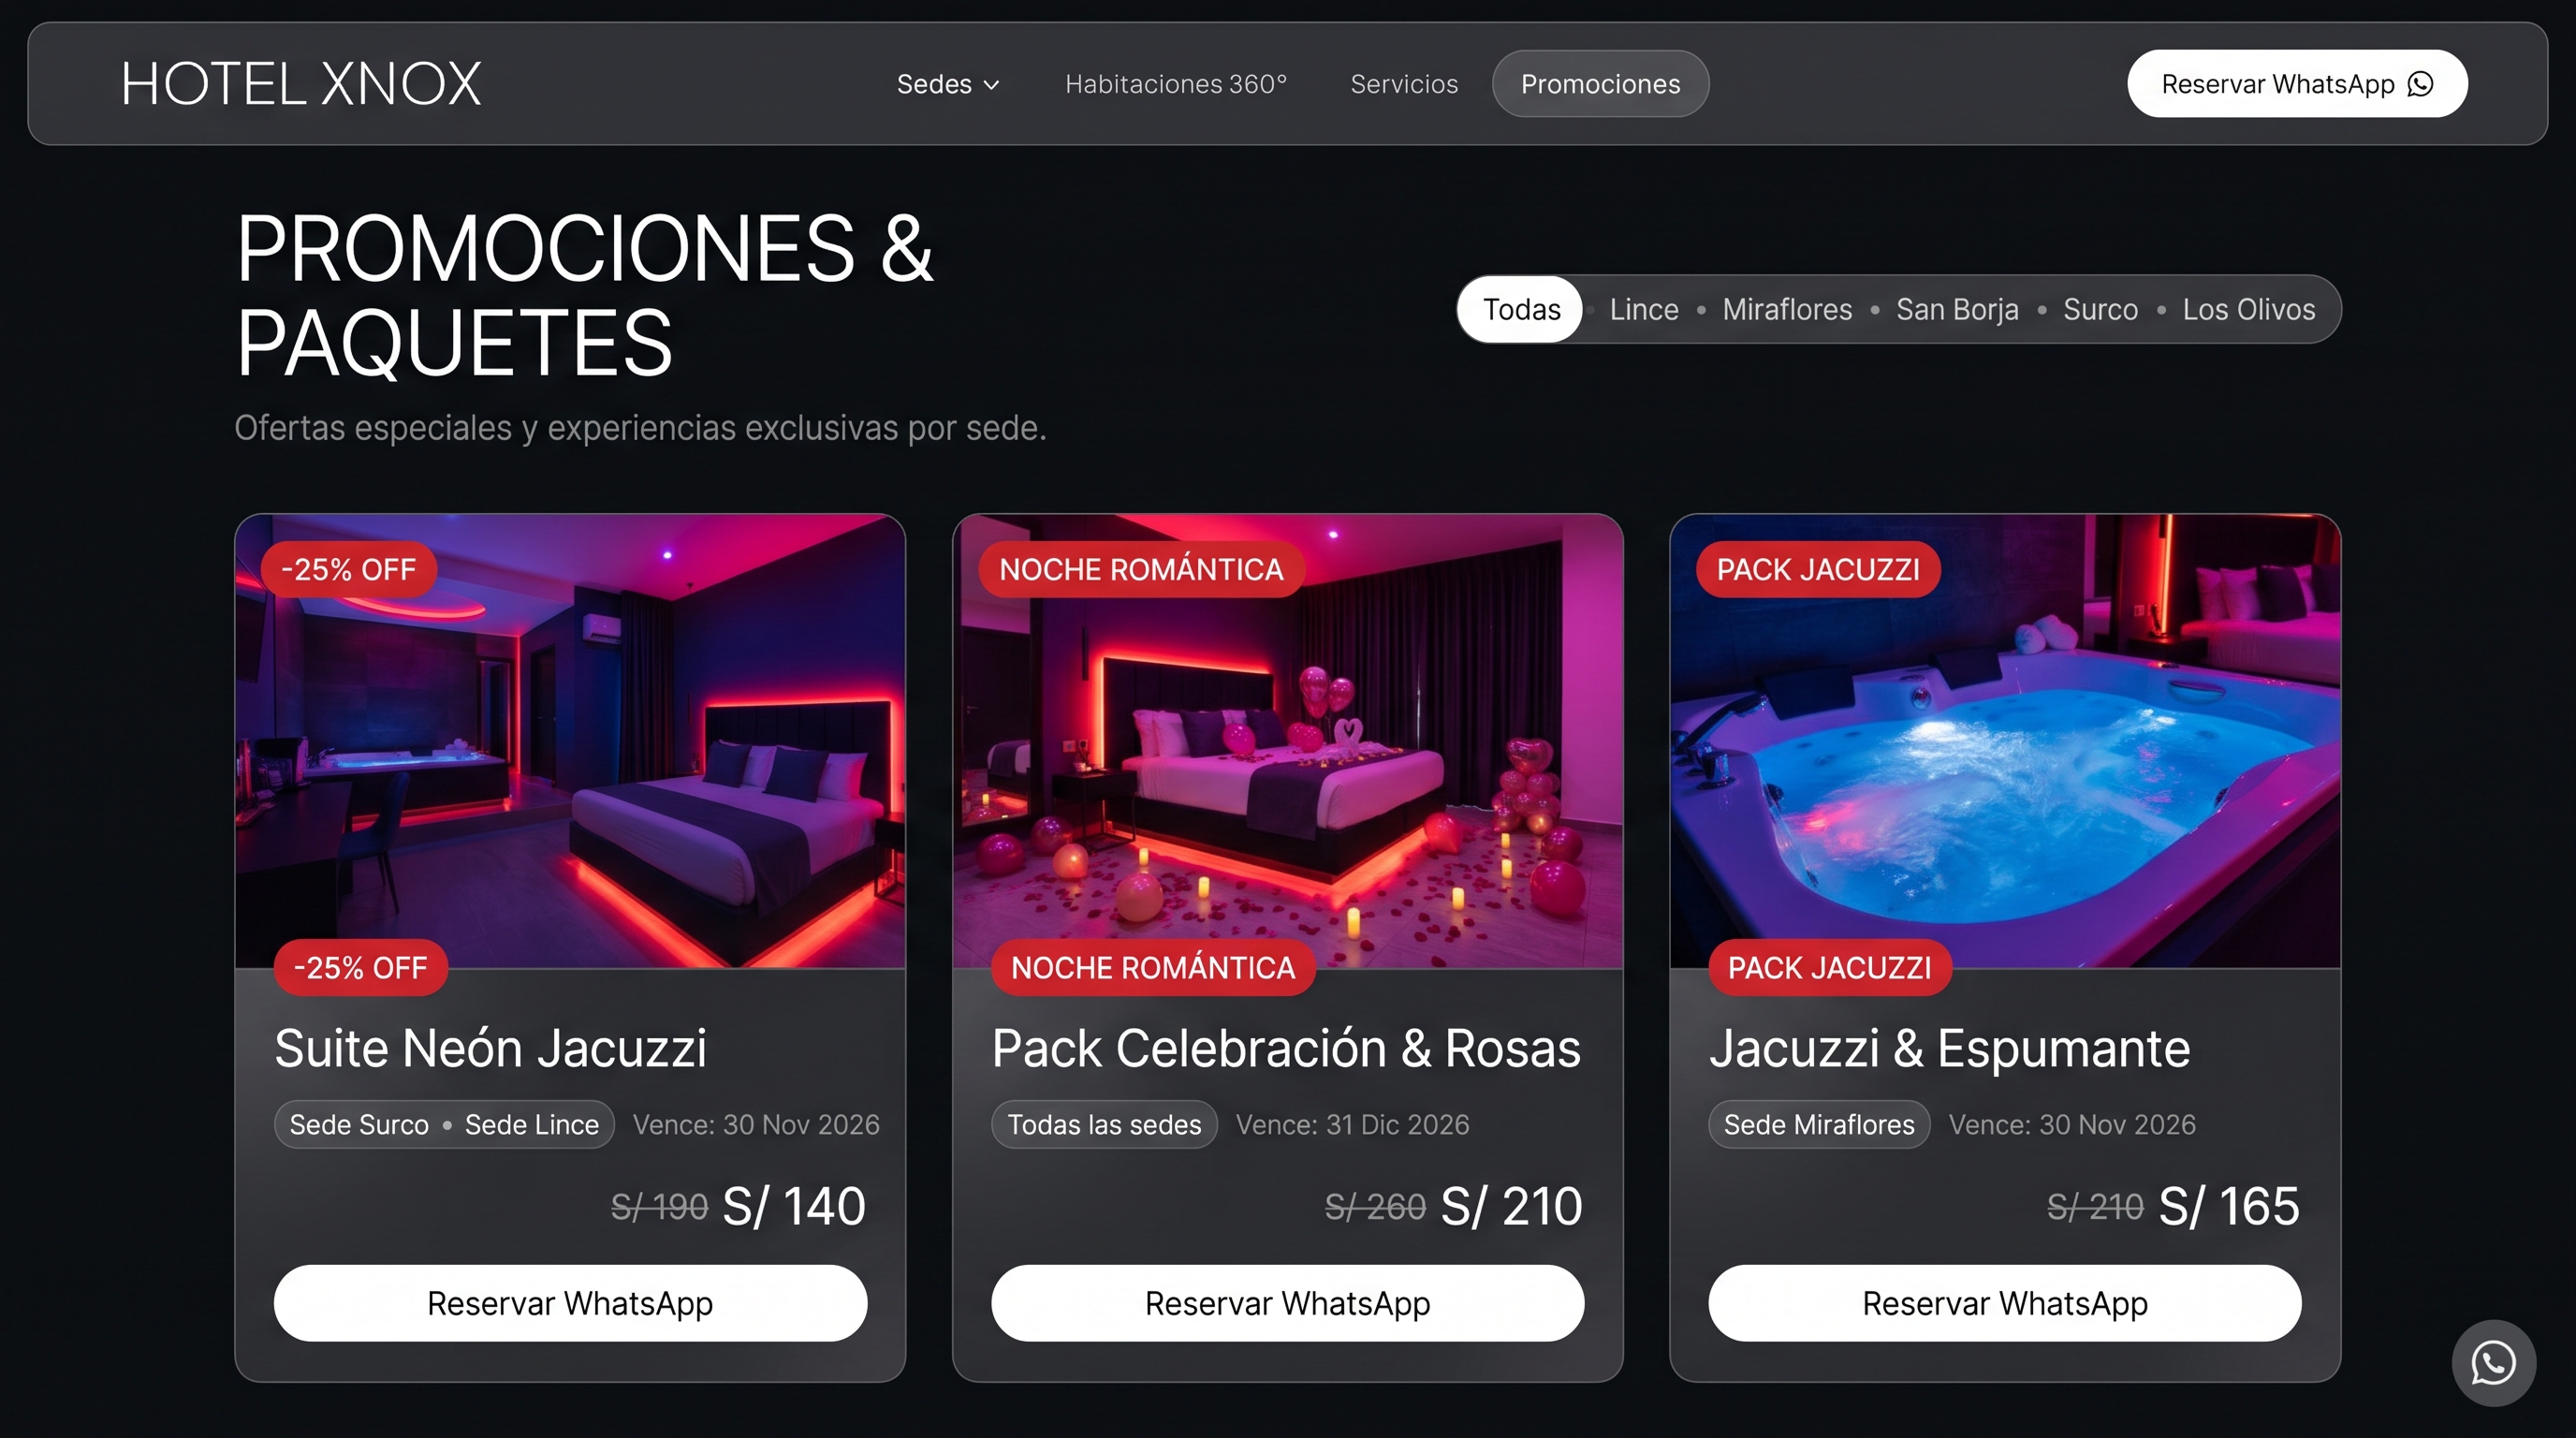 HOTEL XNOX
Sedes
Habitaciones 360°
Servicios
Promociones
Reservar WhatsApp
PROMOCIONES &
PAQUETES
Ofertas especiales y experiencias exclusivas por sede.
Todas • Lince • Miraflores • San Borja • Surco • Los Olivos
-25% OFF
-25% OFF
Suite Neón Jacuzzi
Sede Surco • Sede Lince Vence: 30 Nov 2026
S/ 190 S/ 140
Reservar WhatsApp
NOCHE ROMÁNTICA
NOCHE ROMÁNTICA
Pack Celebración & Rosas
Todas las sedes Vence: 31 Dic 2026
S/ 260 S/ 210
Reservar WhatsApp
PACK JACUZZI
PACK JACUZZI
Jacuzzi & Espumante
Sede Miraflores Vence: 30 Nov 2026
S/ 210 S/ 165
Reservar WhatsApp